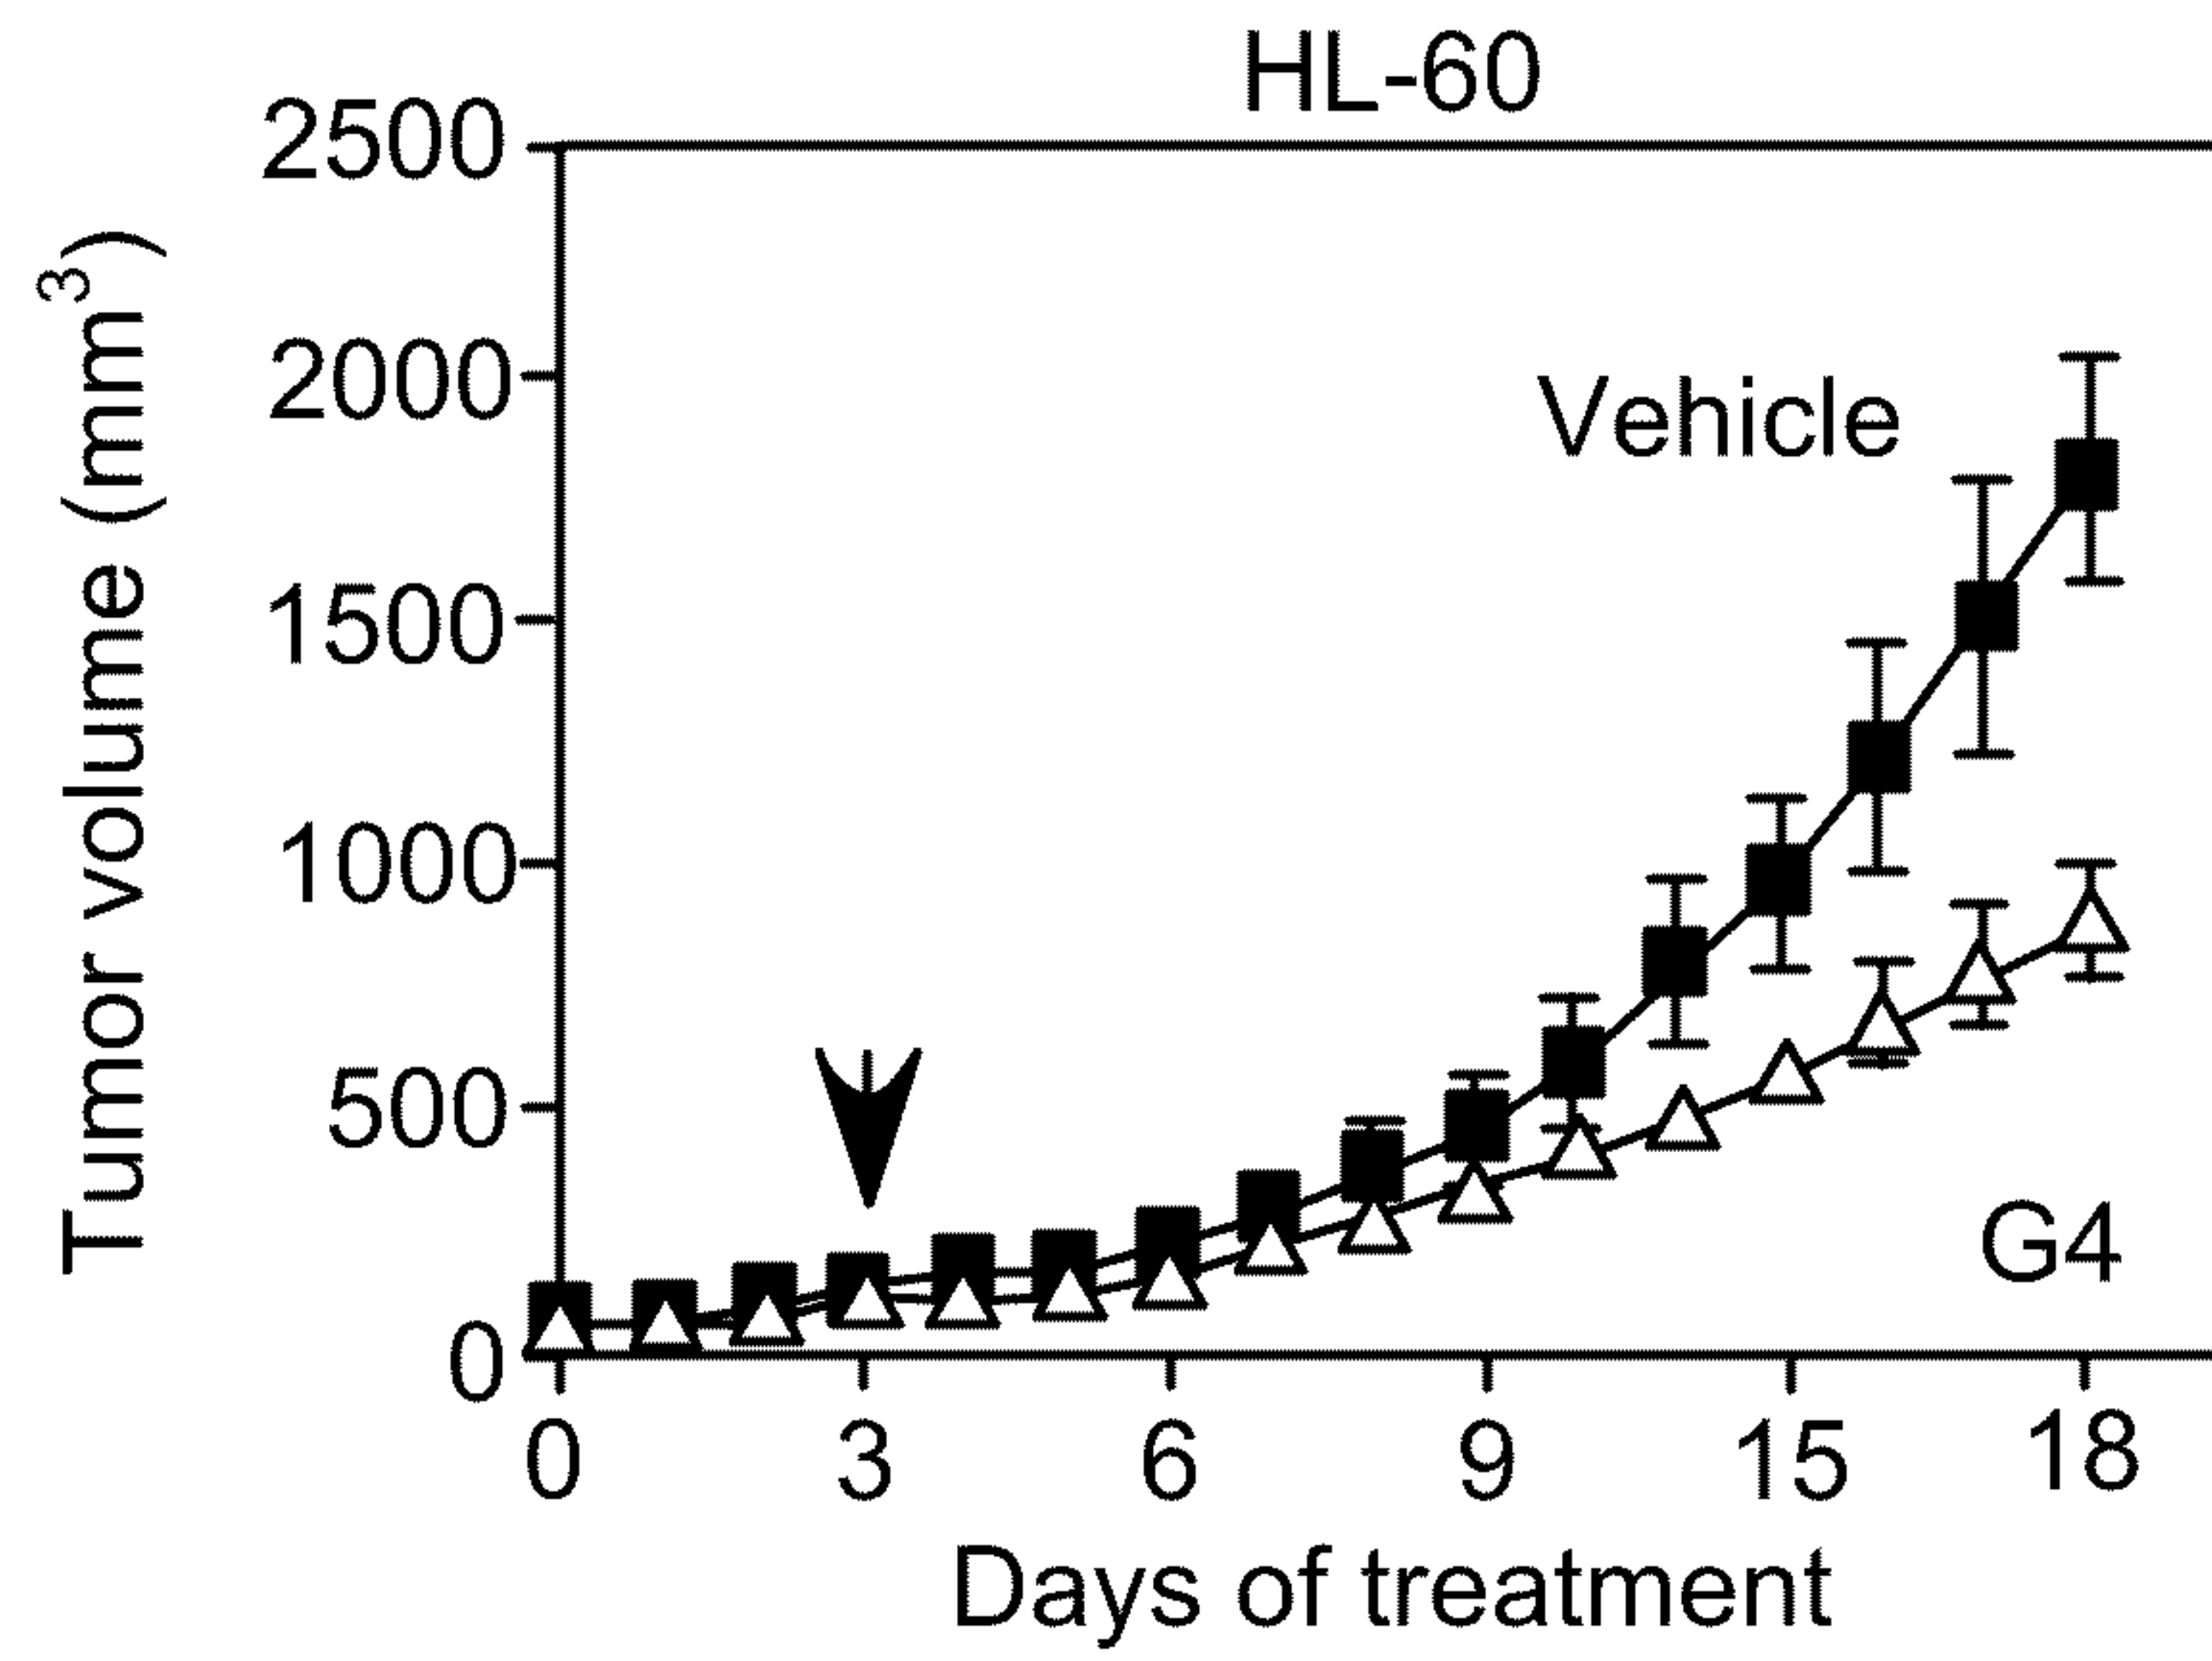 HL-60
2500
2000
1500
1000
500
0
Tumor volume (mm³)
Vehicle
G4
0 3 6 9 15 18
Days of treatment